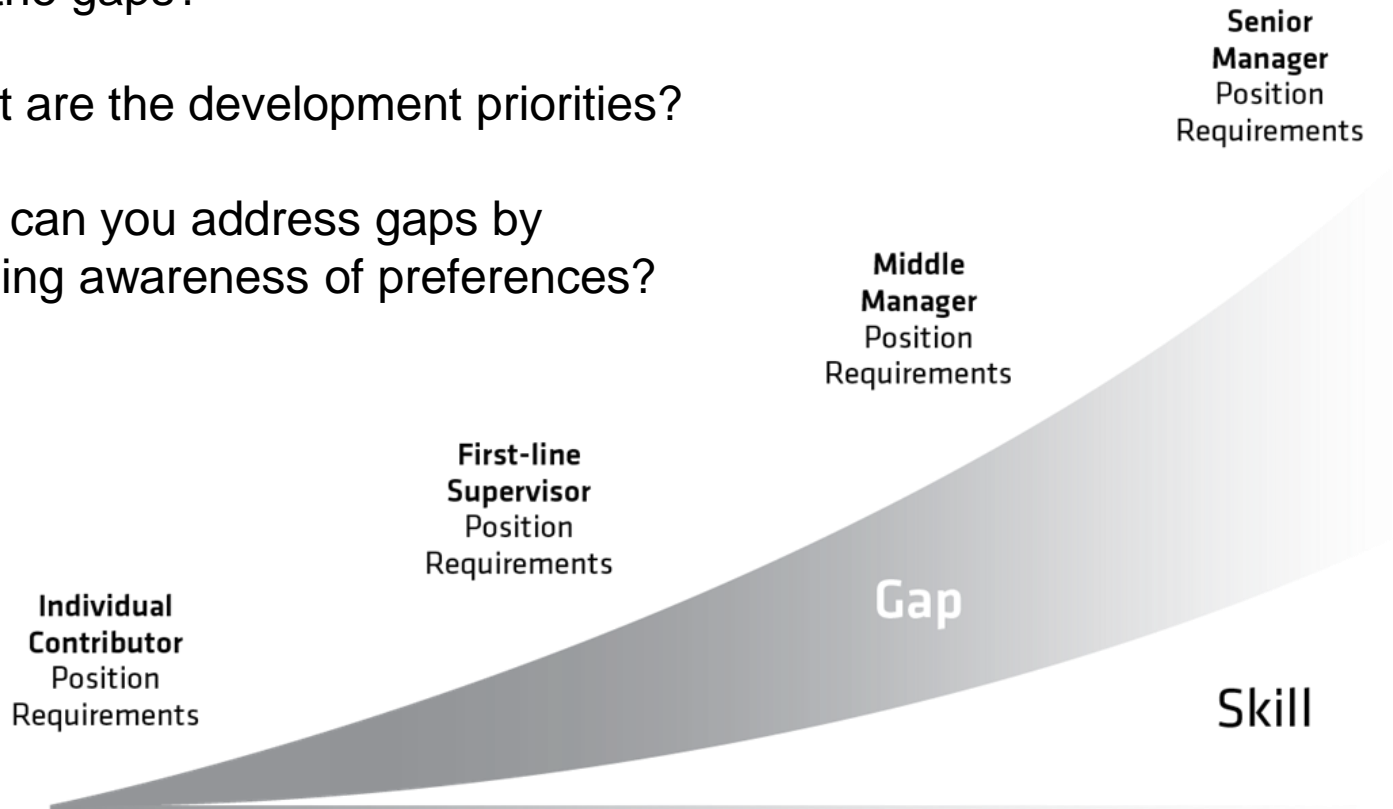 the gaps?
t are the development priorities?
can you address gaps by
ing awareness of preferences?
Senior
Manager
Position
Requirements
Middle
Manager
Position
Requirements
First-line
Supervisor
Position
Requirements
Individual
Contributor
Position
Requirements
Gap
Skill